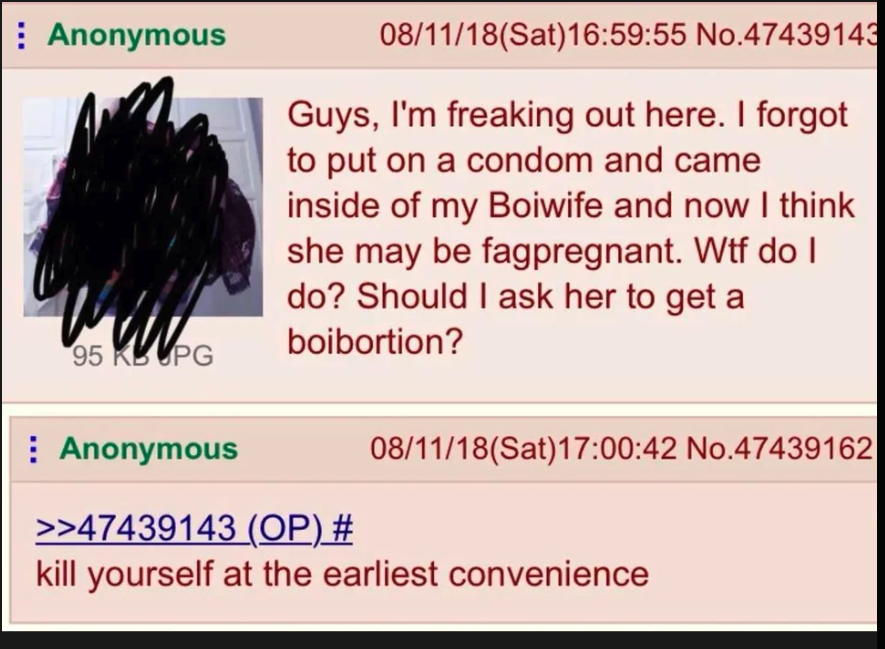 Anonymous 08/11/18(Sat)16:59:55 No.47439143
Guys, I'm freaking out here. I forgot
to put on a condom and came
inside of my Boiwife and now I think
she may be fagpregnant. Wtf do I
do? Should I ask her to get a
boibortion?
95 KB JPG
Anonymous 08/11/18(Sat)17:00:42 No.47439162
>>47439143 (OP) #
kill yourself at the earliest convenience